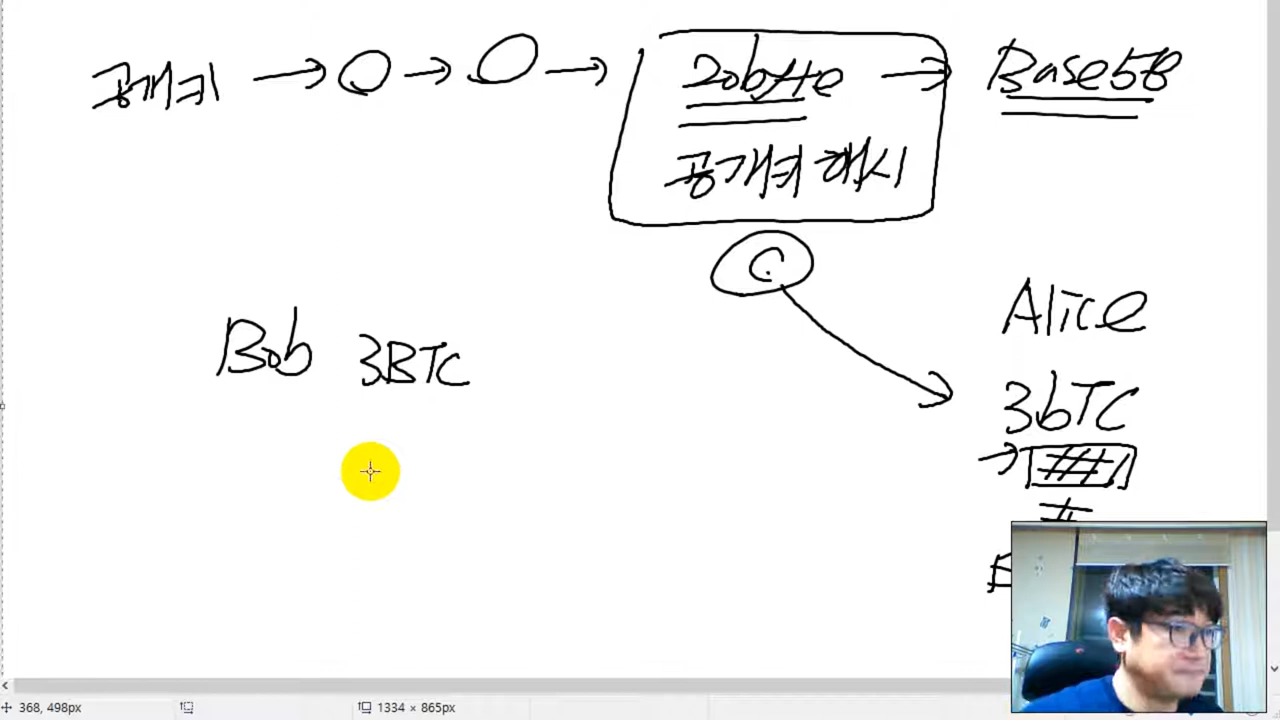 공개키 → O → O → 20byte → Base58
공개키 해시
C
Alice
Bob 3BTC
3bTC
368, 498px
1334 × 865px